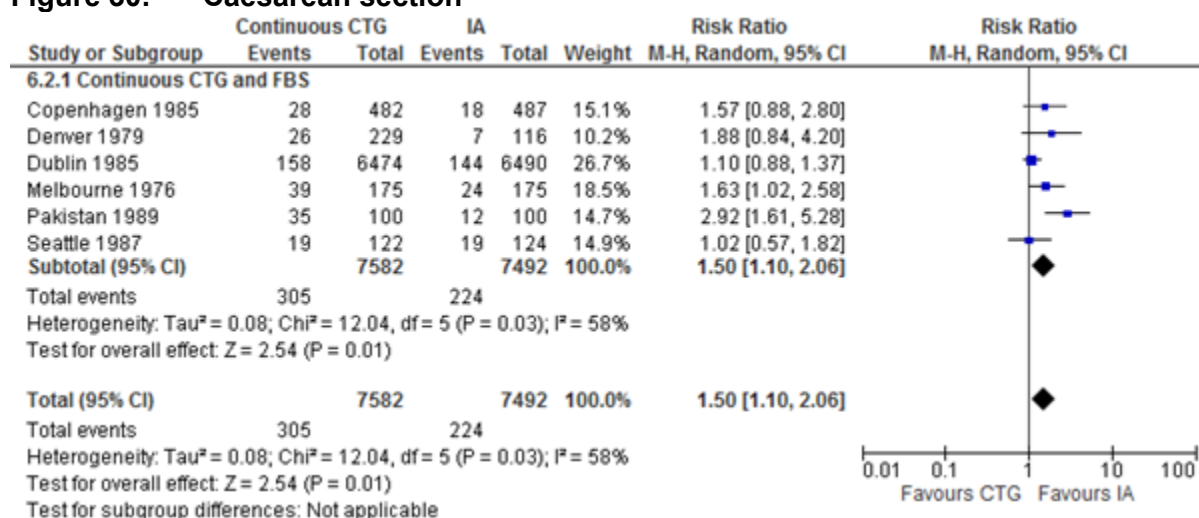 Figure 60: Caesarean section
Continuous CTG IA Risk Ratio Risk Ratio
Study or Subgroup Events Total Events Total Weight M-H, Random, 95% CI M-H, Random, 95% CI
6.2.1 Continuous CTG and FBS
Copenhagen 1985 28 482 18 487 15.1% 1.57 [0.88, 2.80]
Denver 1979 26 229 7 116 10.2% 1.88 [0.84, 4.20]
Dublin 1985 158 6474 144 6490 26.7% 1.10 [0.88, 1.37]
Melbourne 1976 39 175 24 175 18.5% 1.63 [1.02, 2.58]
Pakistan 1989 35 100 12 100 14.7% 2.92 [1.61, 5.28]
Seattle 1987 19 122 19 124 14.9% 1.02 [0.57, 1.82]
Subtotal (95% CI) 7582 7492 100.0% 1.50 [1.10, 2.06]
Total events 305 224
Heterogeneity: Tau² = 0.08; Chi² = 12.04, df = 5 (P = 0.03); I² = 58%
Test for overall effect: Z = 2.54 (P = 0.01)
Total (95% CI) 7582 7492 100.0% 1.50 [1.10, 2.06]
Total events 305 224
Heterogeneity: Tau² = 0.08; Chi² = 12.04, df = 5 (P = 0.03); I² = 58%
Test for overall effect: Z = 2.54 (P = 0.01)
Test for subgroup differences: Not applicable
0.01 0.1 1 10 100
Favours CTG Favours IA